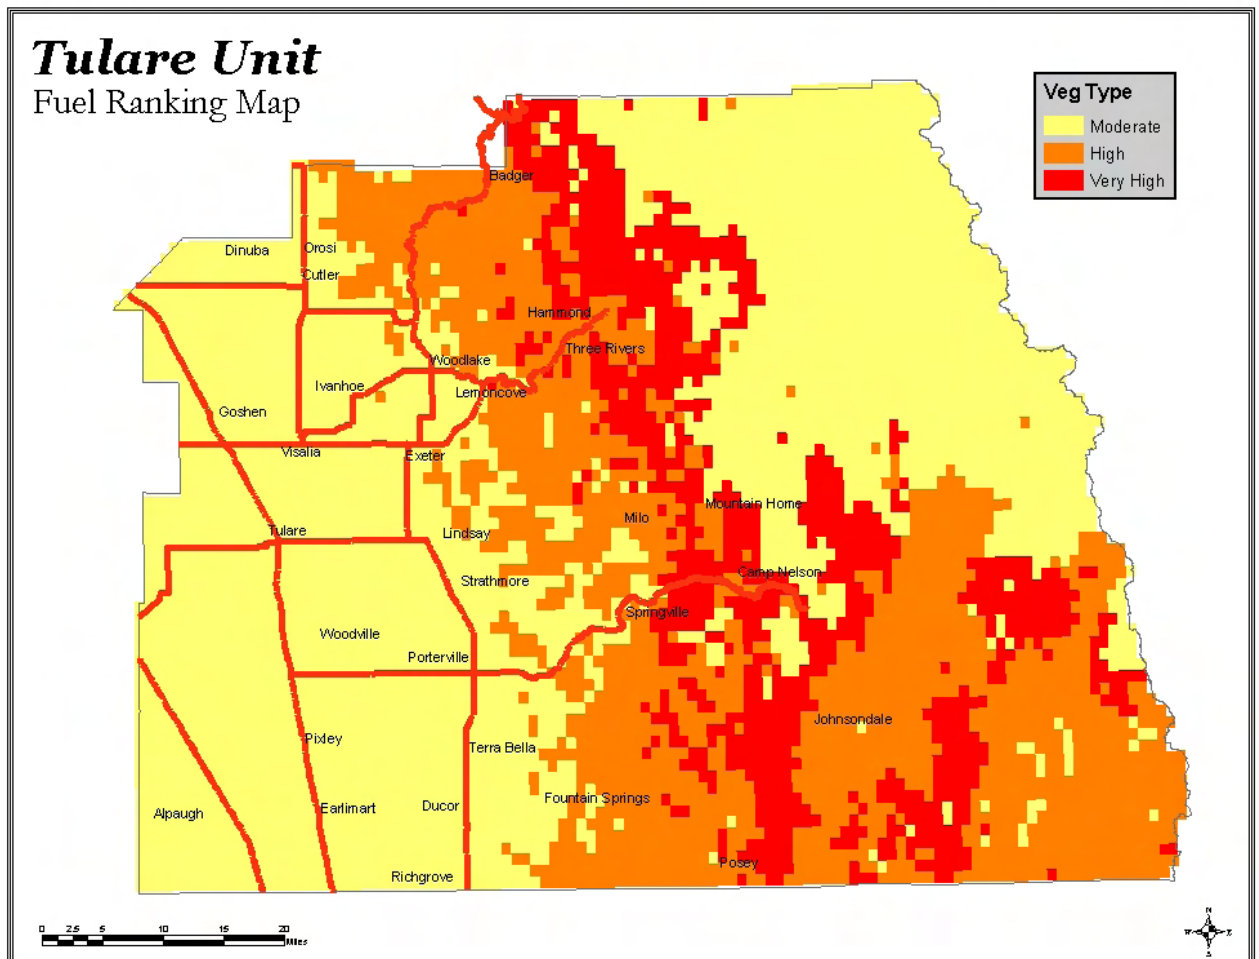 Tulare Unit
Fuel Ranking Map
Veg Type
Moderate
High
Very High
Badger
Dinuba
Orosi
Cutler
Hammond
Three Rivers
Woodlake
Ivanhoe
Lemoncove
Goshen
Visalia
Exeter
Mountain Home
Milo
Tulare
Lindsay
Camp Nelson
Strathmore
Springville
Woodville
Porterville
Johnsondale
Pixley
Terra Bella
Fountain Springs
Earlimart
Ducor
Alpaugh
Posey
Richgrove
0 2.5 5 10 15 20
Miles
N
W E
S